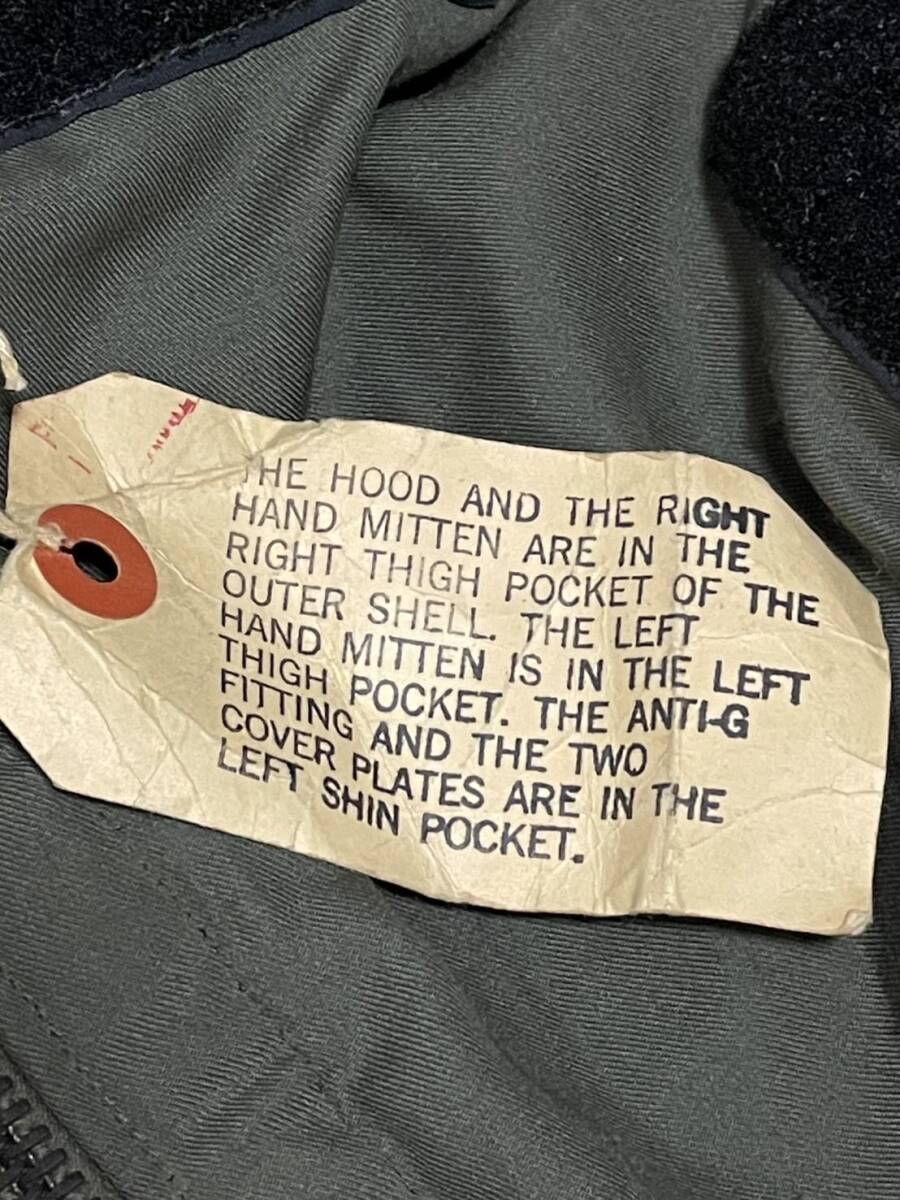 THE HOOD AND THE RIGHT
HAND MITTEN ARE IN THE
RIGHT THIGH POCKET OF THE
OUTER SHELL. THE LEFT
HAND MITTEN IS IN THE LEFT
THIGH POCKET. THE ANTI-G
FITTING AND THE TWO
COVER PLATES ARE IN THE
LEFT SHIN POCKET.